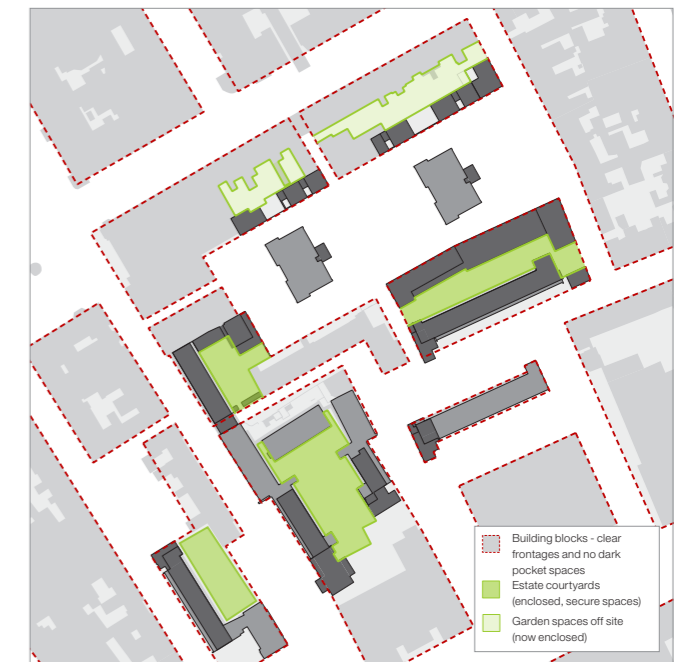 Building blocks - clear
frontages and no dark
pocket spaces
Estate courtyards
(enclosed, secure spaces)
Garden spaces off site
(now enclosed)